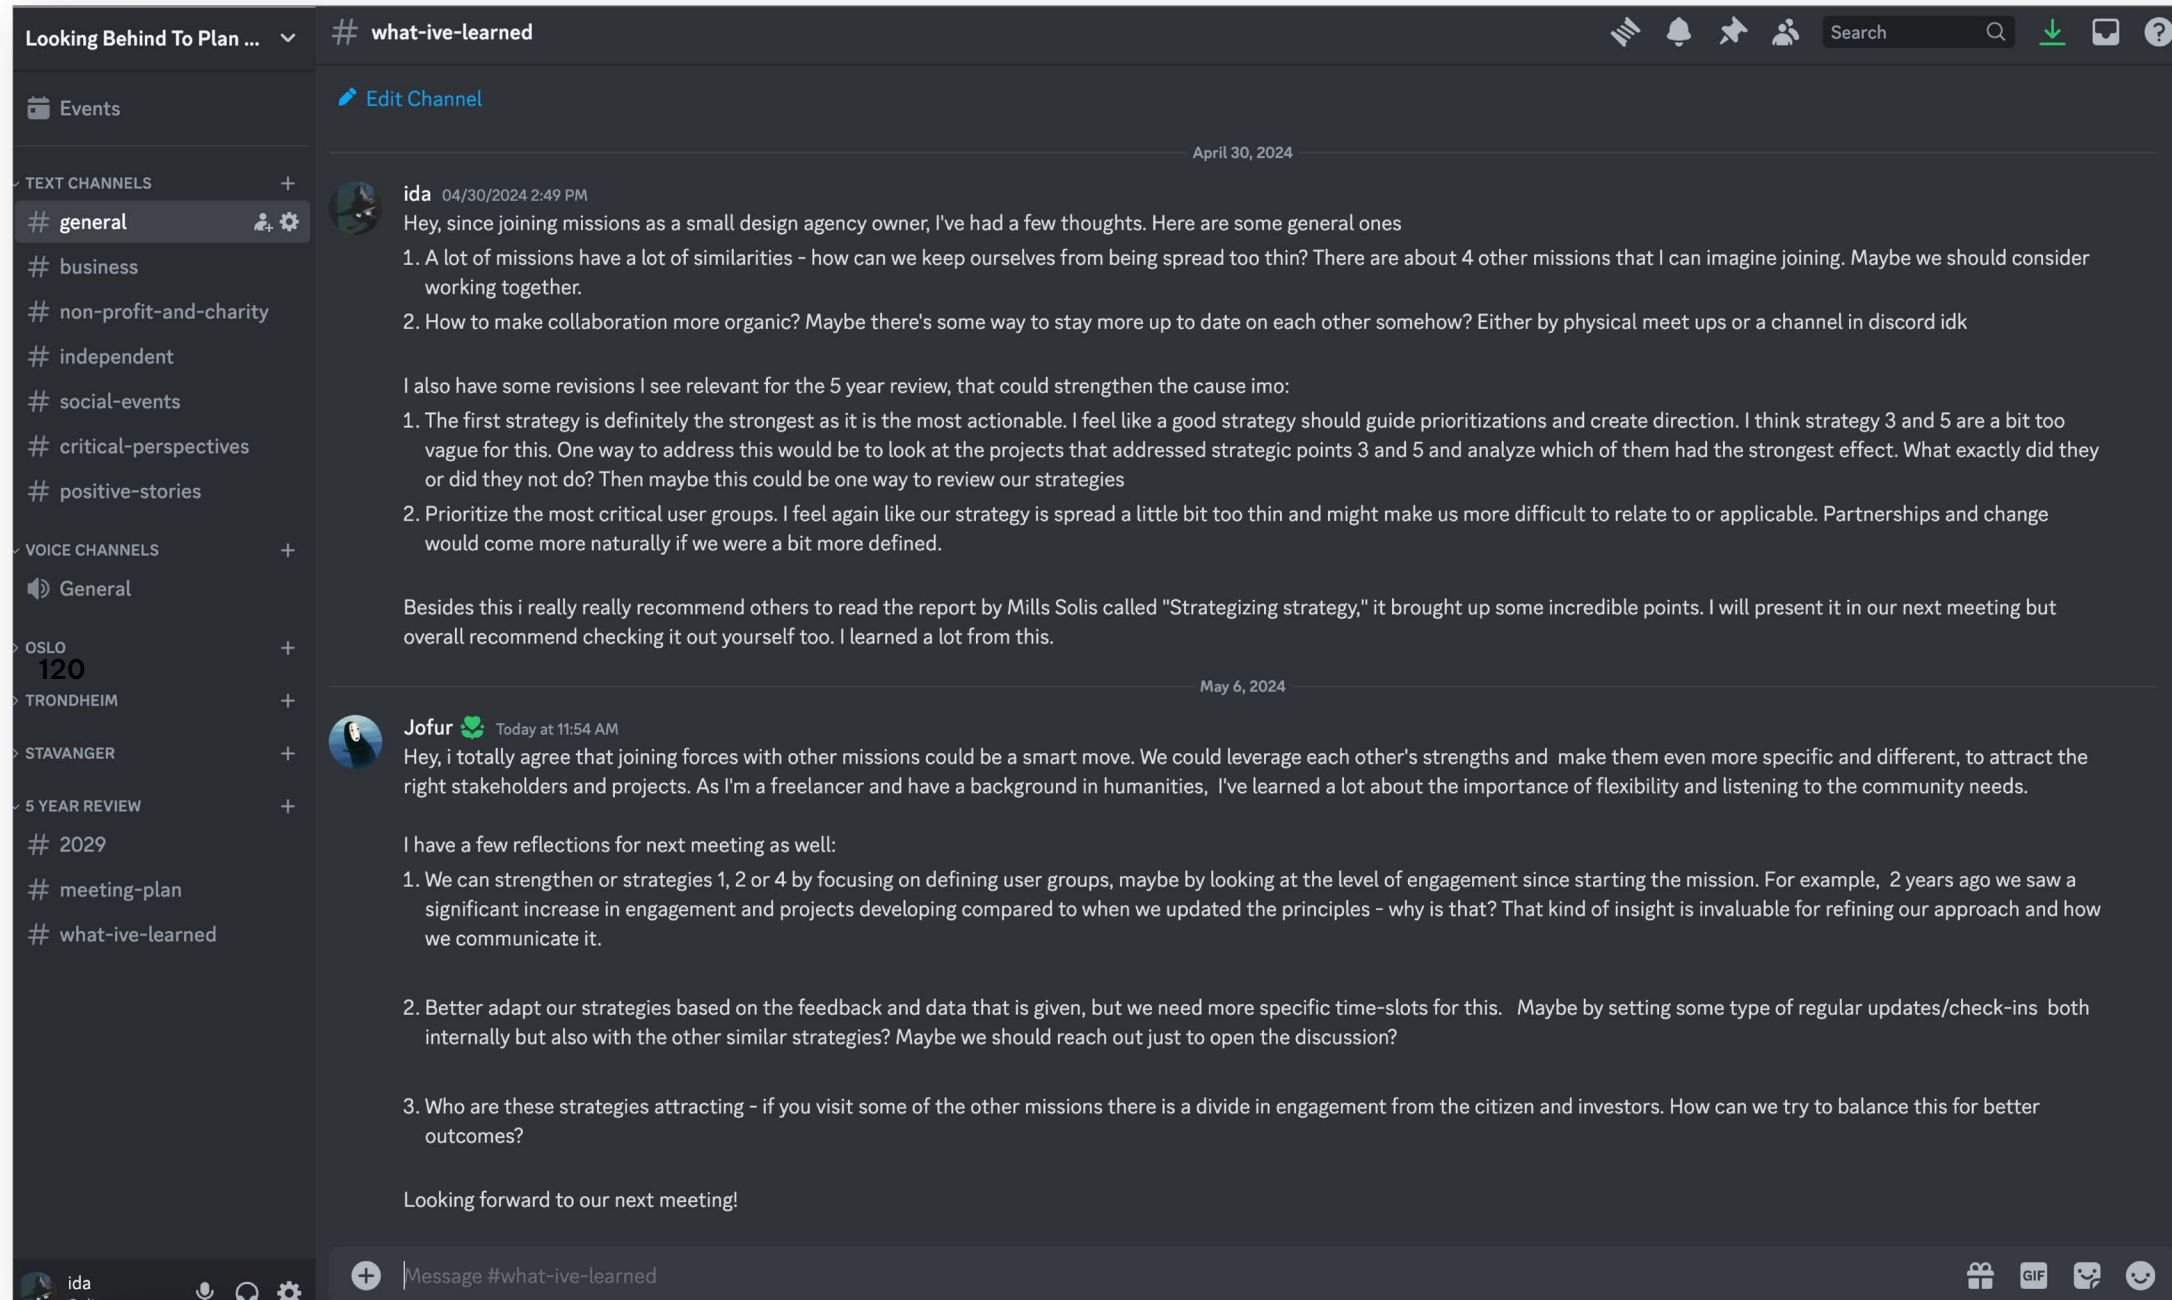 Looking Behind To Plan ...
Events
TEXT CHANNELS
general
business
non-profit-and-charity
independent
social-events
critical-perspectives
positive-stories
VOICE CHANNELS
General
OSLO
120
TRONDHEIM
STAVANGER
5 YEAR REVIEW
2029
meeting-plan
what-ive-learned
ida
# what-ive-learned
Search
Edit Channel
April 30, 2024
ida 04/30/2024 2:49 PM
Hey, since joining missions as a small design agency owner, I've had a few thoughts. Here are some general ones
1. A lot of missions have a lot of similarities - how can we keep ourselves from being spread too thin? There are about 4 other missions that I can imagine joining. Maybe we should consider
working together.
2. How to make collaboration more organic? Maybe there's some way to stay more up to date on each other somehow? Either by physical meet ups or a channel in discord idk
I also have some revisions I see relevant for the 5 year review, that could strengthen the cause imo:
1. The first strategy is definitely the strongest as it is the most actionable. I feel like a good strategy should guide prioritizations and create direction. I think strategy 3 and 5 are a bit too
vague for this. One way to address this would be to look at the projects that addressed strategic points 3 and 5 and analyze which of them had the strongest effect. What exactly did they
or did they not do? Then maybe this could be one way to review our strategies
2. Prioritize the most critical user groups. I feel again like our strategy is spread a little bit too thin and might make us more difficult to relate to or applicable. Partnerships and change
would come more naturally if we were a bit more defined.
Besides this i really really recommend others to read the report by Mills Solis called "Strategizing strategy," it brought up some incredible points. I will present it in our next meeting but
overall recommend checking it out yourself too. I learned a lot from this.
May 6, 2024
Jofur Today at 11:54 AM
Hey, i totally agree that joining forces with other missions could be a smart move. We could leverage each other's strengths and make them even more specific and different, to attract the
right stakeholders and projects. As I'm a freelancer and have a background in humanities, I've learned a lot about the importance of flexibility and listening to the community needs.
I have a few reflections for next meeting as well:
1. We can strengthen or strategies 1, 2 or 4 by focusing on defining user groups, maybe by looking at the level of engagement since starting the mission. For example, 2 years ago we saw a
significant increase in engagement and projects developing compared to when we updated the principles - why is that? That kind of insight is invaluable for refining our approach and how
we communicate it.
2. Better adapt our strategies based on the feedback and data that is given, but we need more specific time-slots for this. Maybe by setting some type of regular updates/check-ins both
internally but also with the other similar strategies? Maybe we should reach out just to open the discussion?
3. Who are these strategies attracting - if you visit some of the other missions there is a divide in engagement from the citizen and investors. How can we try to balance this for better
outcomes?
Looking forward to our next meeting!
Message #what-ive-learned
GIF